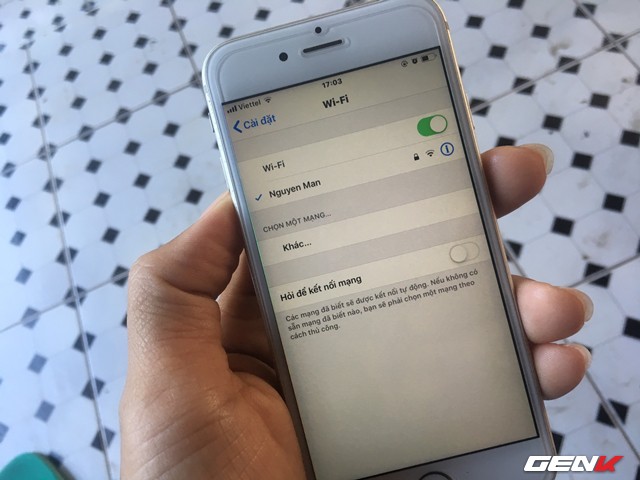 Viettel
17:03
Cài đặt
Wi-Fi
Wi-Fi
Nguyen Man
CHỌN MỘT MẠNG...
Khác...
Hỏi để kết nối mạng
Các mạng đã biết sẽ được kết nối tự động. Nếu không có
sẵn mạng đã biết nào, bạn sẽ phải chọn một mạng theo
cách thủ công.
GENK